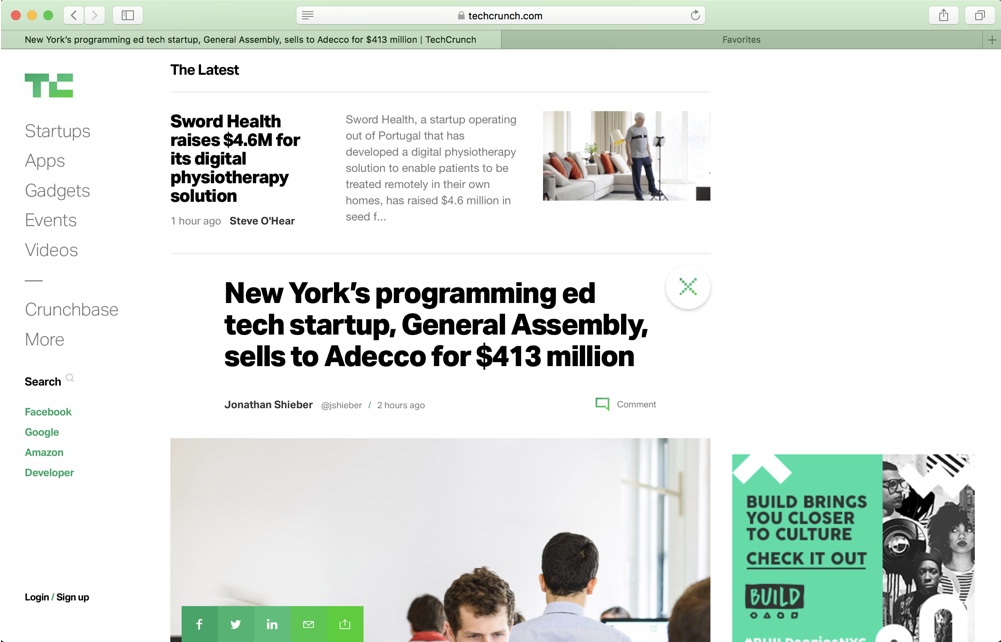 techcrunch.com
New York's programming ed tech startup, General Assembly, sells to Adecco for $413 million | TechCrunch
Favorites
TC
Startups
Apps
Gadgets
Events
Videos
—
Crunchbase
More
Search
Facebook
Google
Amazon
Developer
Login / Sign up
The Latest
Sword Health
raises $4.6M for
its digital
physiotherapy
solution
1 hour ago Steve O'Hear
Sword Health, a startup operating
out of Portugal that has
developed a digital physiotherapy
solution to enable patients to be
treated remotely in their own
homes, has raised $4.6 million in
seed f...
New York’s programming ed
tech startup, General Assembly,
sells to Adecco for $413 million
Jonathan Shieber @jshieber / 2 hours ago
Comment
BUILD BRINGS
YOU CLOSER
TO CULTURE
CHECK IT OUT
BUILD
#BUILDseriesNYC